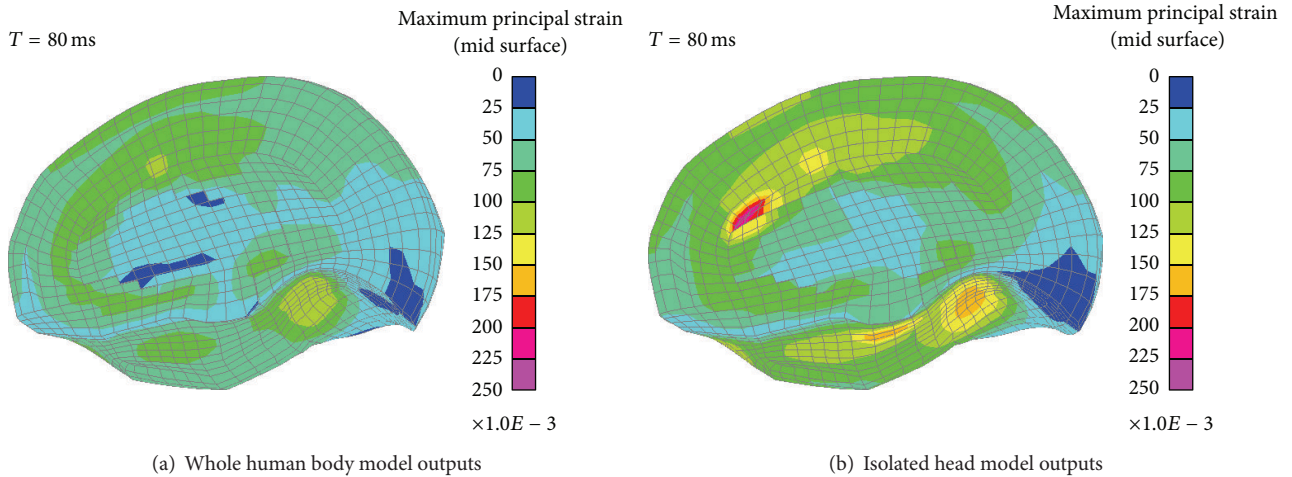 T = 80 ms
Maximum principal strain
(mid surface)
0
25
50
75
100
125
150
175
200
225
250
×1.0E − 3
(a) Whole human body model outputs
T = 80 ms
Maximum principal strain
(mid surface)
0
25
50
75
100
125
150
175
200
225
250
×1.0E − 3
(b) Isolated head model outputs